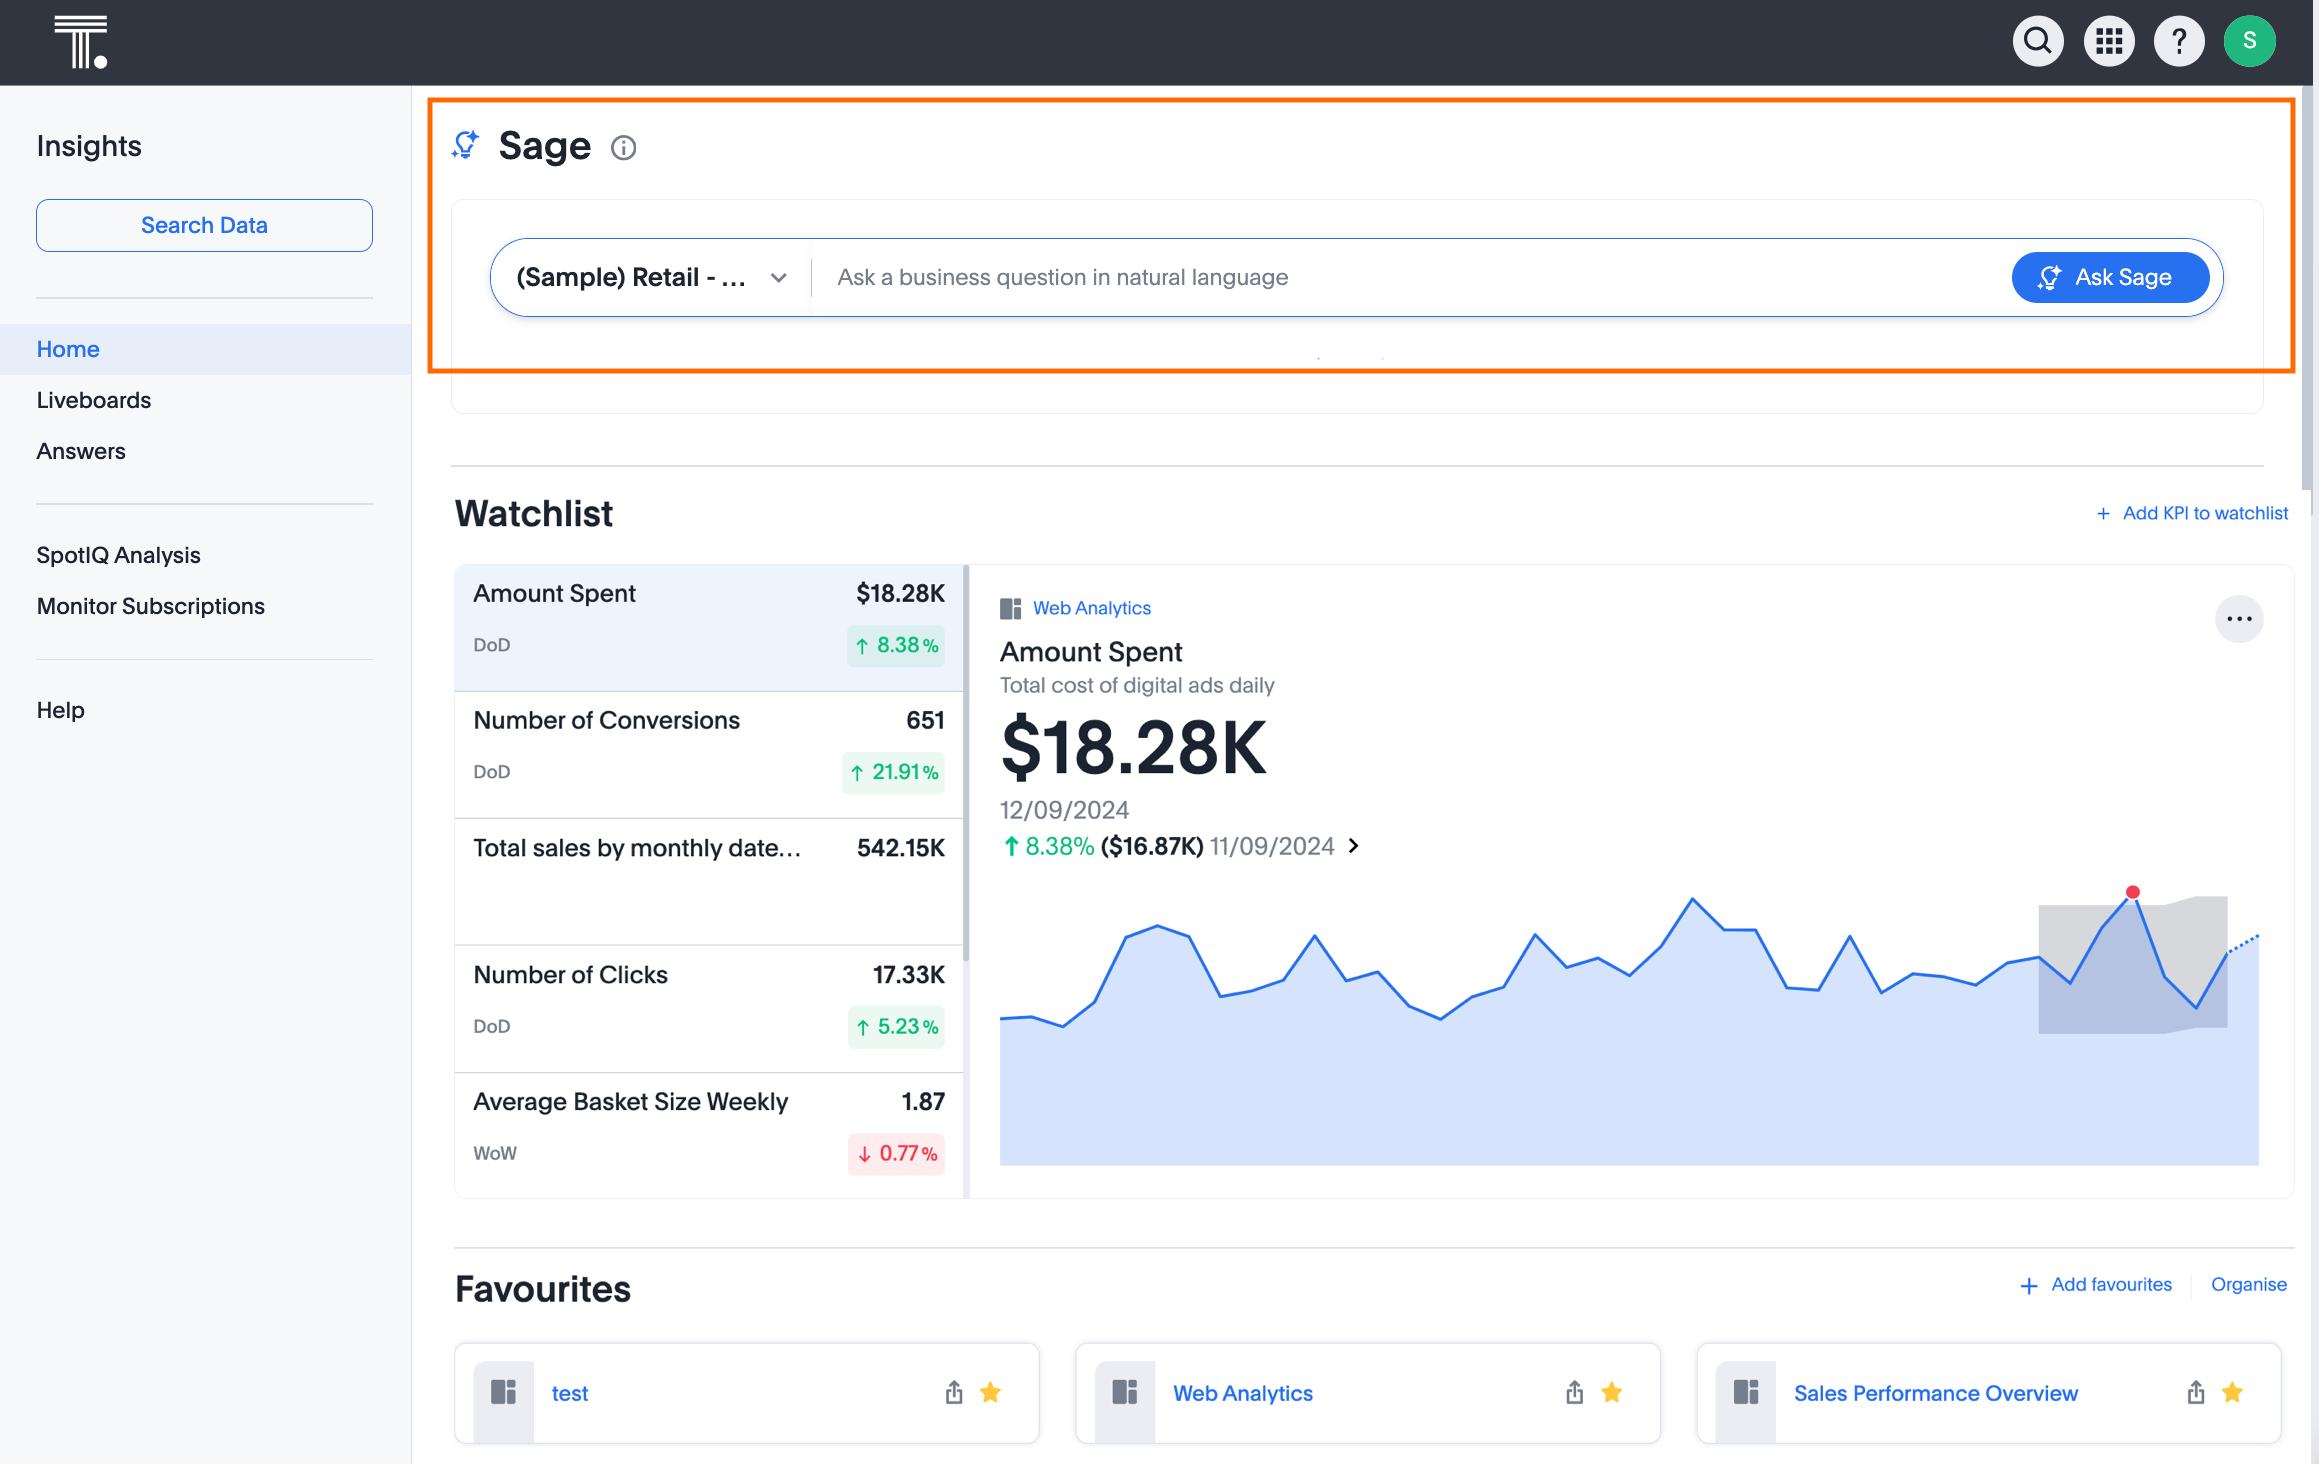 T.
?
S
Insights
Search Data
Home
Liveboards
Answers
SpotIQ Analysis
Monitor Subscriptions
Help
Sage
(Sample) Retail - ...
Ask a business question in natural language
Ask Sage
Watchlist
+ Add KPI to watchlist
Amount Spent $18.28K
DoD ↑ 8.38%
Number of Conversions 651
DoD ↑ 21.91%
Total sales by monthly date... 542.15K
Number of Clicks 17.33K
DoD ↑ 5.23%
Average Basket Size Weekly 1.87
WoW ↓ 0.77%
Web Analytics
Amount Spent
Total cost of digital ads daily
$18.28K
12/09/2024
↑ 8.38% ($16.87K) 11/09/2024 >
Favourites
+ Add favourites
Organise
test
Web Analytics
Sales Performance Overview